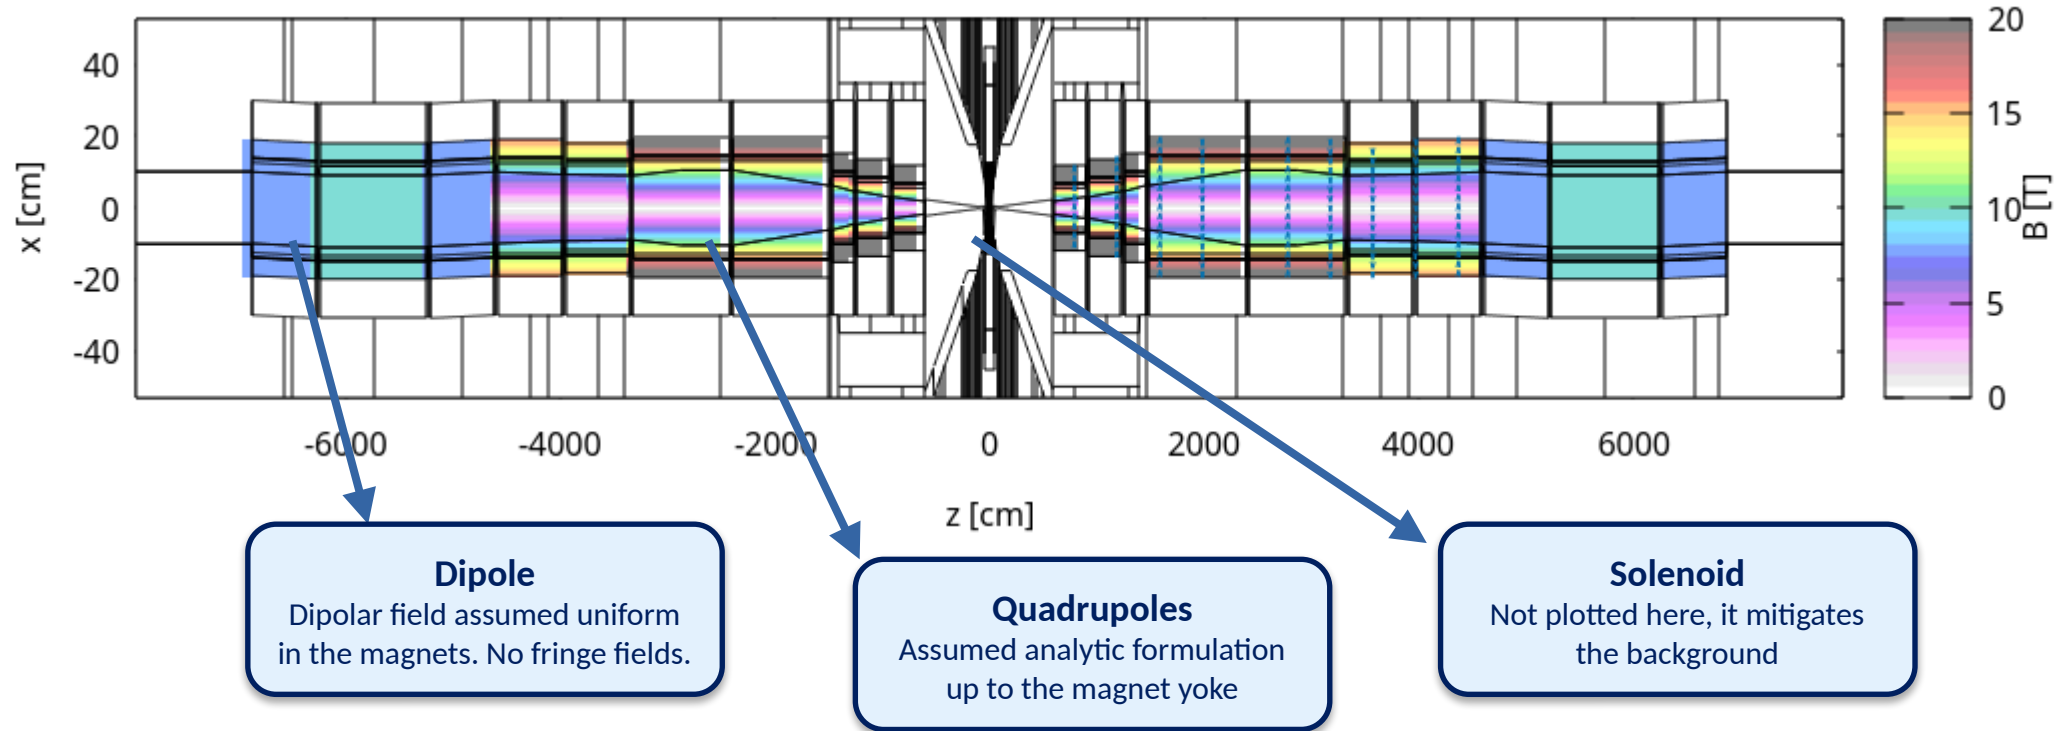 40
20
0
-20
-40
x [cm]
-6000
-4000
-2000
0
2000
4000
6000
z [cm]
20
15
10
5
0
B [T]
Dipole
Dipolar field assumed uniform
in the magnets. No fringe fields.
Quadrupoles
Assumed analytic formulation
up to the magnet yoke
Solenoid
Not plotted here, it mitigates
the background